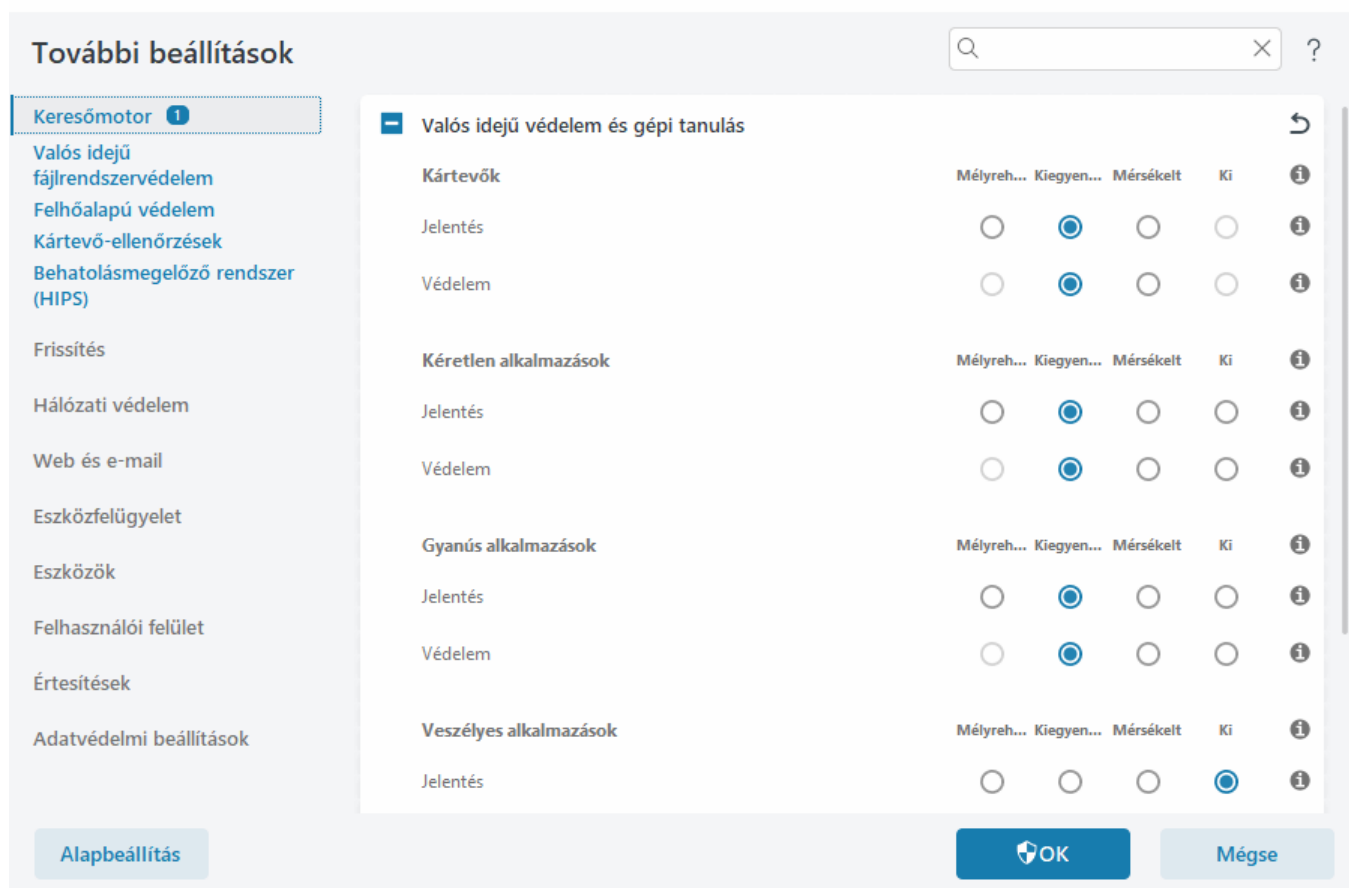 További beállítások
?
Keresőmotor 1
Valós idejű
fájlrendszervédelem
Felhőalapú védelem
Kártevő-ellenőrzések
Behatolásmegelőző rendszer
(HIPS)
Frissítés
Hálózati védelem
Web és e-mail
Eszközfelügyelet
Eszközök
Felhasználói felület
Értesítések
Adatvédelmi beállítások
Valós idejű védelem és gépi tanulás
Kártevők Mélyreh... Kiegyen... Mérsékelt Ki
Jelentés
Védelem
Kéretlen alkalmazások Mélyreh... Kiegyen... Mérsékelt Ki
Jelentés
Védelem
Gyanús alkalmazások Mélyreh... Kiegyen... Mérsékelt Ki
Jelentés
Védelem
Veszélyes alkalmazások Mélyreh... Kiegyen... Mérsékelt Ki
Jelentés
Alapbeállítás OK Mégse